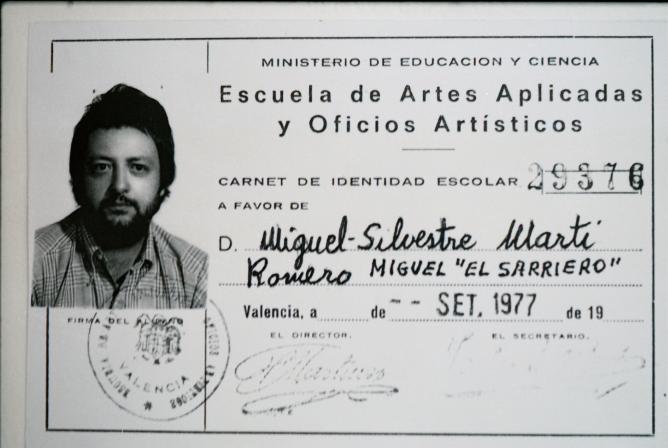 MINISTERIO DE EDUCACION Y CIENCIA
Escuela de Artes Aplicadas
y Oficios Artísticos
CARNET DE IDENTIDAD ESCOLAR 29376
A FAVOR DE
D. Miguel-Silvestre Martí
Romero MIGUEL "EL SARRIERO"
Valencia, a de -- SET. 1977 de 19
EL DIRECTOR, EL SECRETARIO,
FIRMA DEL
VALENCIA